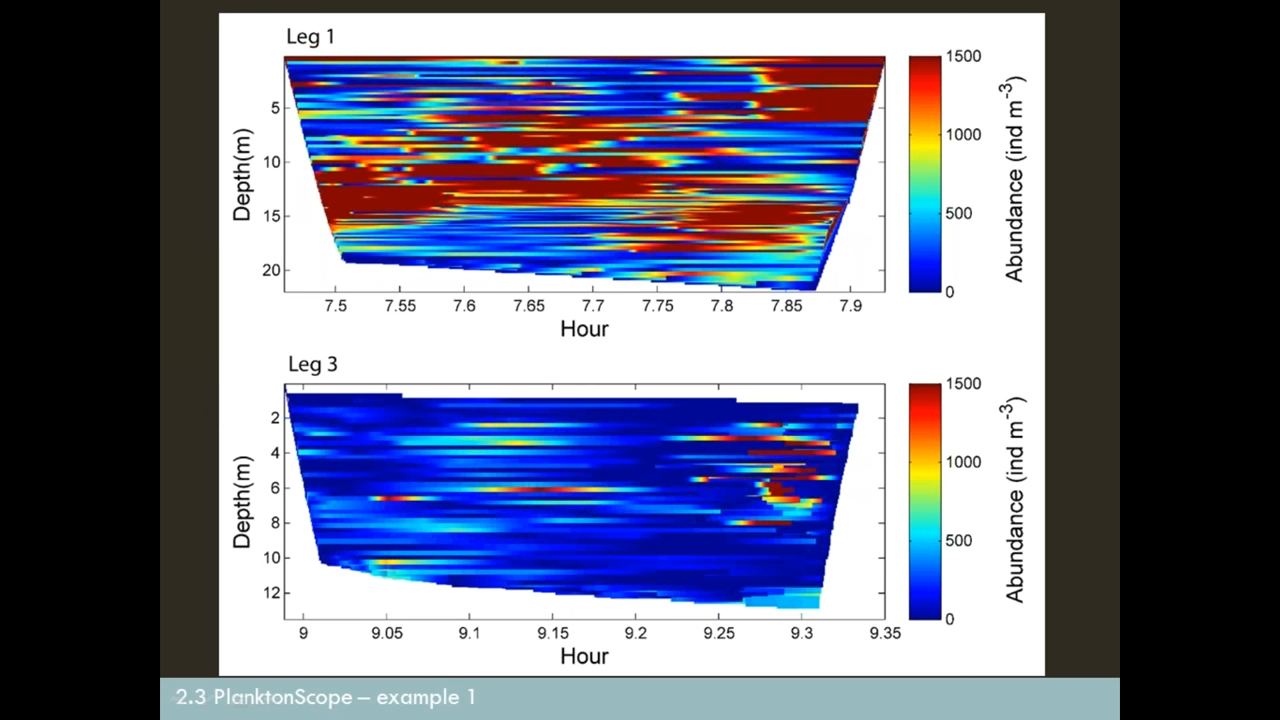 Leg 1
1500
1000
500
0
Abundance (ind m-3)
5
10
15
20
Depth(m)
7.5 7.55 7.6 7.65 7.7 7.75 7.8 7.85 7.9
Hour
Leg 3
1500
1000
500
0
Abundance (ind m-3)
2
4
6
8
10
12
Depth(m)
9 9.05 9.1 9.15 9.2 9.25 9.3 9.35
Hour
2.3 PlanktonScope – example 1